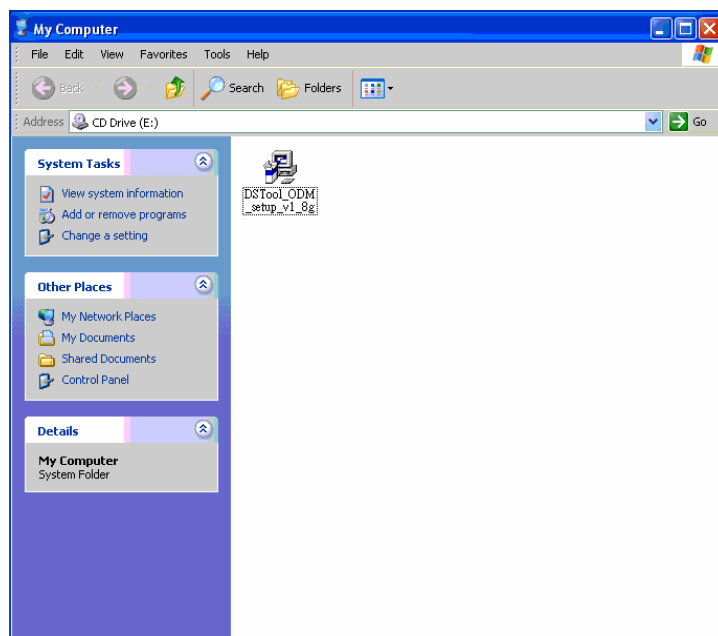 My Computer
File Edit View Favorites Tools Help
Back Search Folders
Address CD Drive (E:) Go
System Tasks
View system information
Add or remove programs
Change a setting
Other Places
My Network Places
My Documents
Shared Documents
Control Panel
Details
My Computer
System Folder
DSTool_ODM
_setup_v1_8g